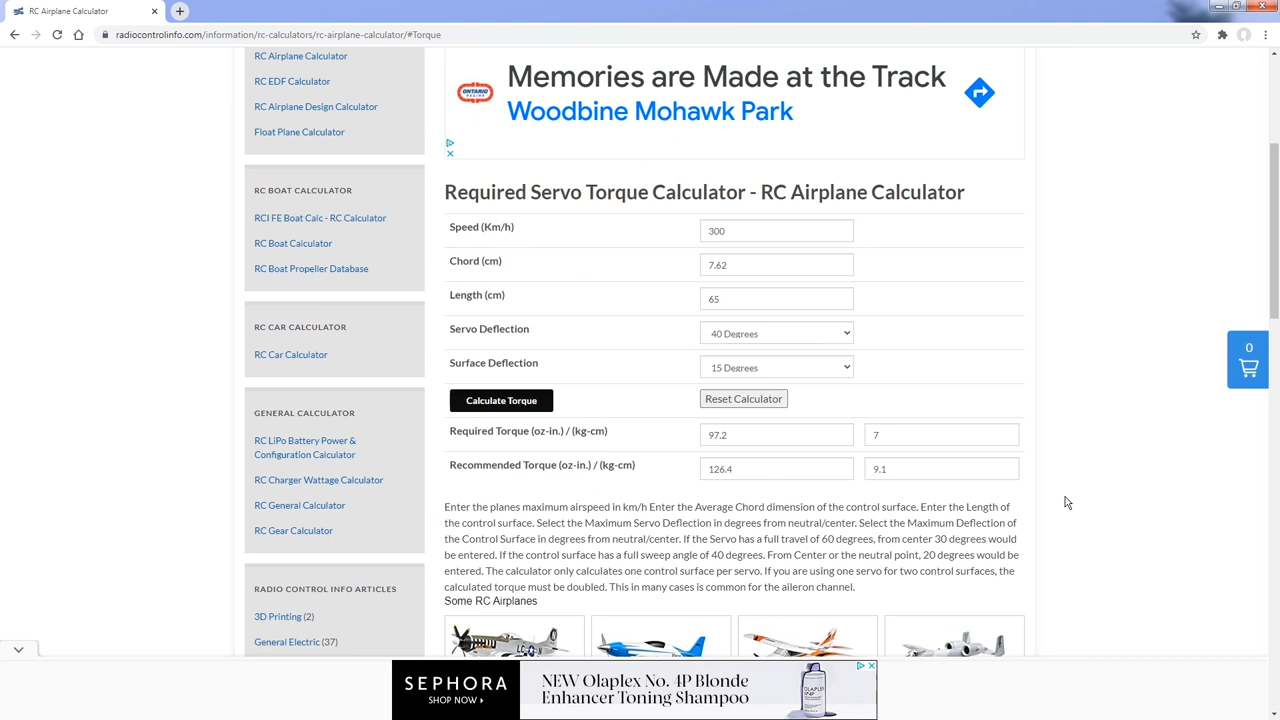 RC Airplane Calculator
radiocontrolinfo.com/information/rc-calculators/rc-airplane-calculator/#Torque
RC Airplane Calculator
RC EDF Calculator
RC Airplane Design Calculator
Float Plane Calculator
RC BOAT CALCULATOR
RCI FE Boat Calc - RC Calculator
RC Boat Calculator
RC Boat Propeller Database
RC CAR CALCULATOR
RC Car Calculator
GENERAL CALCULATOR
RC LiPo Battery Power &
Configuration Calculator
RC Charger Wattage Calculator
RC General Calculator
RC Gear Calculator
RADIO CONTROL INFO ARTICLES
3D Printing (2)
General Electric (37)
ONTARIO
RACING
Memories are Made at the Track
Woodbine Mohawk Park
Required Servo Torque Calculator - RC Airplane Calculator
Speed (Km/h) 300
Chord (cm) 7.62
Length (cm) 65
Servo Deflection 40 Degrees
Surface Deflection 15 Degrees
Calculate Torque Reset Calculator
Required Torque (oz-in.) / (kg-cm) 97.2 7
Recommended Torque (oz-in.) / (kg-cm) 126.4 9.1
Enter the planes maximum airspeed in km/h Enter the Average Chord dimension of the control surface. Enter the Length of
the control surface. Select the Maximum Servo Deflection in degrees from neutral/center. Select the Maximum Deflection of
the Control Surface in degrees from neutral/center. If the Servo has a full travel of 60 degrees, from center 30 degrees would
be entered. If the control surface has a full sweep angle of 40 degrees. From Center or the neutral point, 20 degrees would be
entered. The calculator only calculates one control surface per servo. If you are using one servo for two control surfaces, the
calculated torque must be doubled. This in many cases is common for the aileron channel.
Some RC Airplanes
0
SEPHORA
SHOP NOW
NEW Olaplex No. 4P Blonde
Enhancer Toning Shampoo